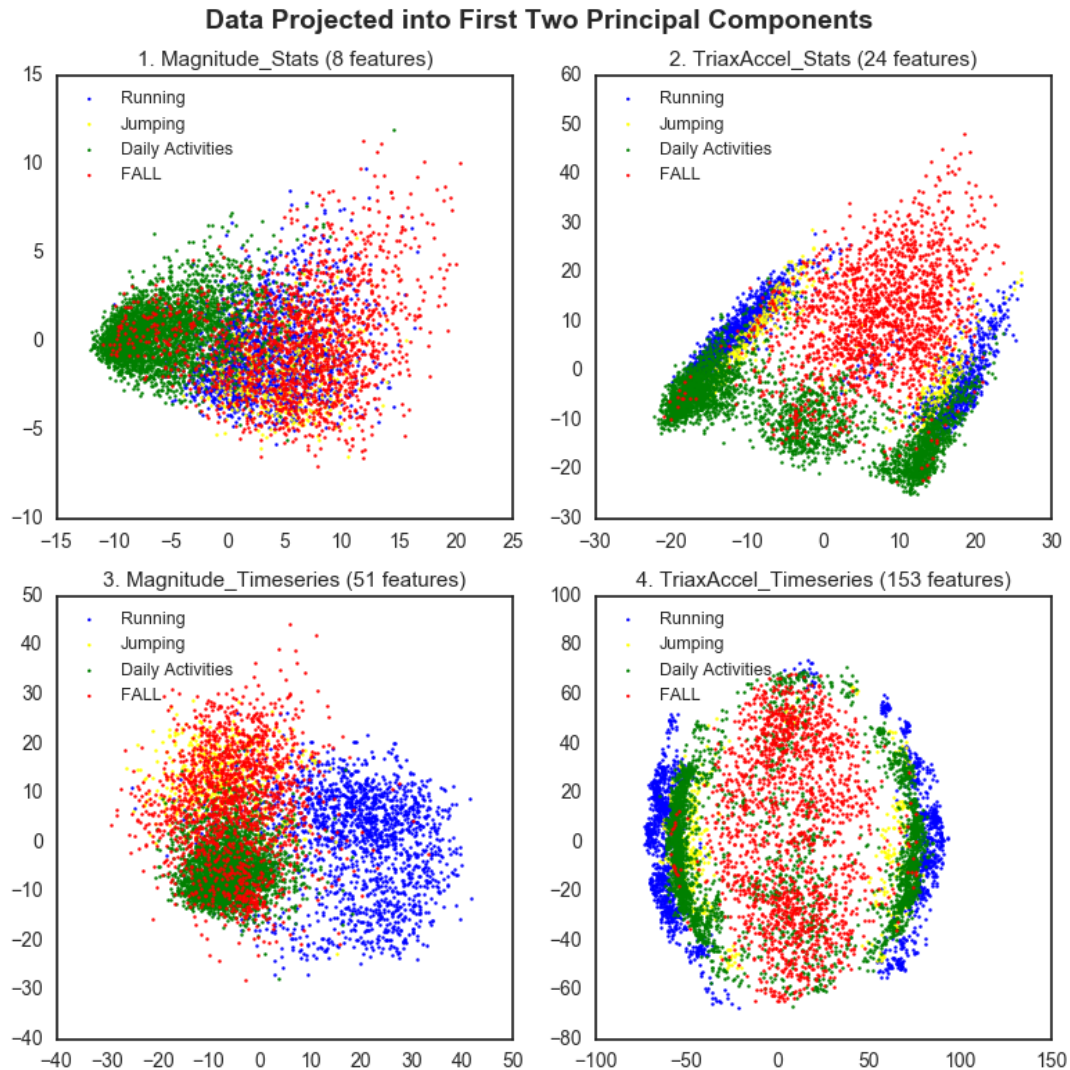 Data Projected into First Two Principal Components
1. Magnitude_Stats (8 features)
15
10
5
0
−5
−10
Running
Jumping
Daily Activities
FALL
−15 −10 −5 0 5 10 15 20 25
2. TriaxAccel_Stats (24 features)
60
50
40
30
20
10
0
−10
−20
−30
Running
Jumping
Daily Activities
FALL
−30 −20 −10 0 10 20 30
3. Magnitude_Timeseries (51 features)
50
40
30
20
10
0
−10
−20
−30
−40
Running
Jumping
Daily Activities
FALL
−40 −30 −20 −10 0 10 20 30 40 50
4. TriaxAccel_Timeseries (153 features)
100
80
60
40
20
0
−20
−40
−60
−80
Running
Jumping
Daily Activities
FALL
−100 −50 0 50 100 150